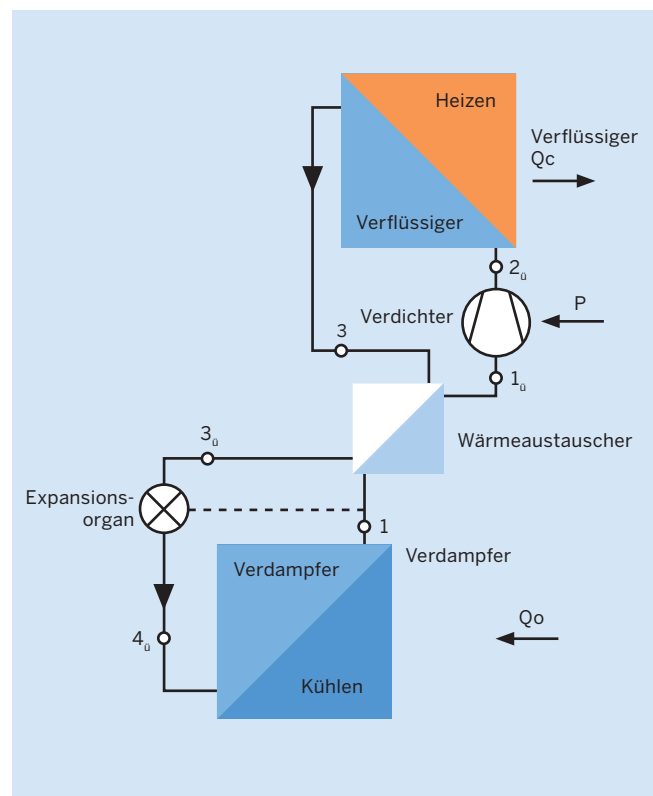 Heizen
Verflüssiger
Qc
Verflüssiger
2ü
Verdichter
P
3
1ü
Wärmeaustauscher
3ü
Expansions-
organ
1
Verdampfer
Verdampfer
4ü
Qo
Kühlen